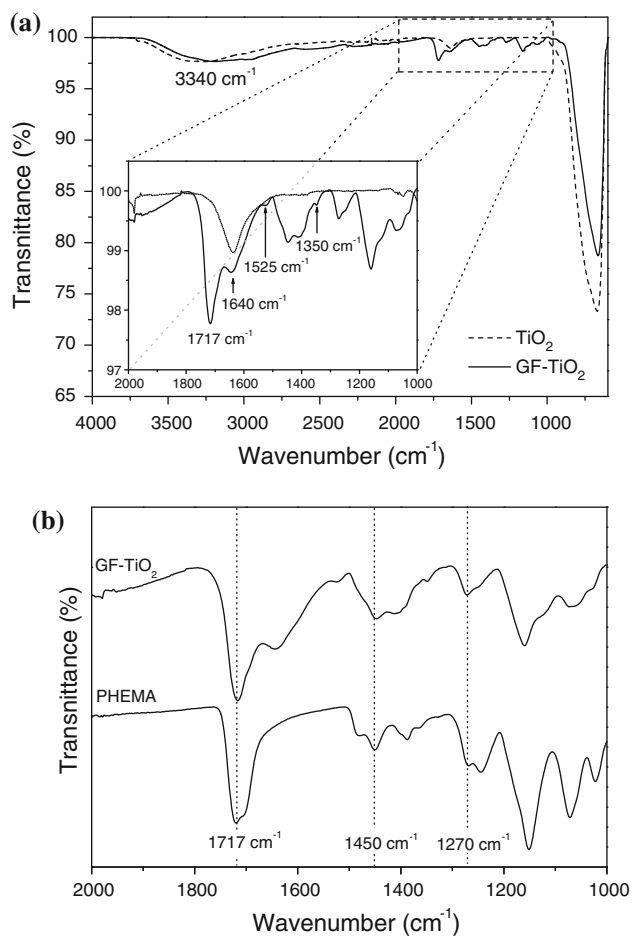 (a)
100
95
90
85
80
75
70
65
Transnittance (%)
3340 cm-1
100
99
98
97
1525 cm-1
1350 cm-1
1640 cm-1
1717 cm-1
2000 1800 1600 1400 1200 1000
TiO2
GF-TiO2
4000 3500 3000 2500 2000 1500 1000
Wavenumber (cm-1)
(b)
GF-TiO2
PHEMA
Transnittance (%)
1717 cm-1 1450 cm-1 1270 cm-1
2000 1800 1600 1400 1200 1000
Wavenumber (cm-1)